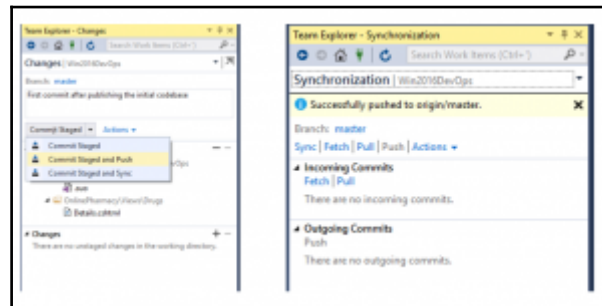 Team Explorer - Changes
Search Work Items (Ctrl+')
Changes | Win2016DevOps
Branch: master
First commit after publishing the initial codebase
Commit Staged Actions
Commit Staged
Commit Staged and Push
Commit Staged and Sync
OnlinePharmacy\Views\Drugs
Details.cshtml
Changes
There are no unstaged changes in the working directory.
Team Explorer - Synchronization
Search Work Items (Ctrl+')
Synchronization | Win2016DevOps
Successfully pushed to origin/master.
Branch: master
Sync | Fetch | Pull | Push | Actions
Incoming Commits
Fetch | Pull
There are no incoming commits.
Outgoing Commits
Push
There are no outgoing commits.